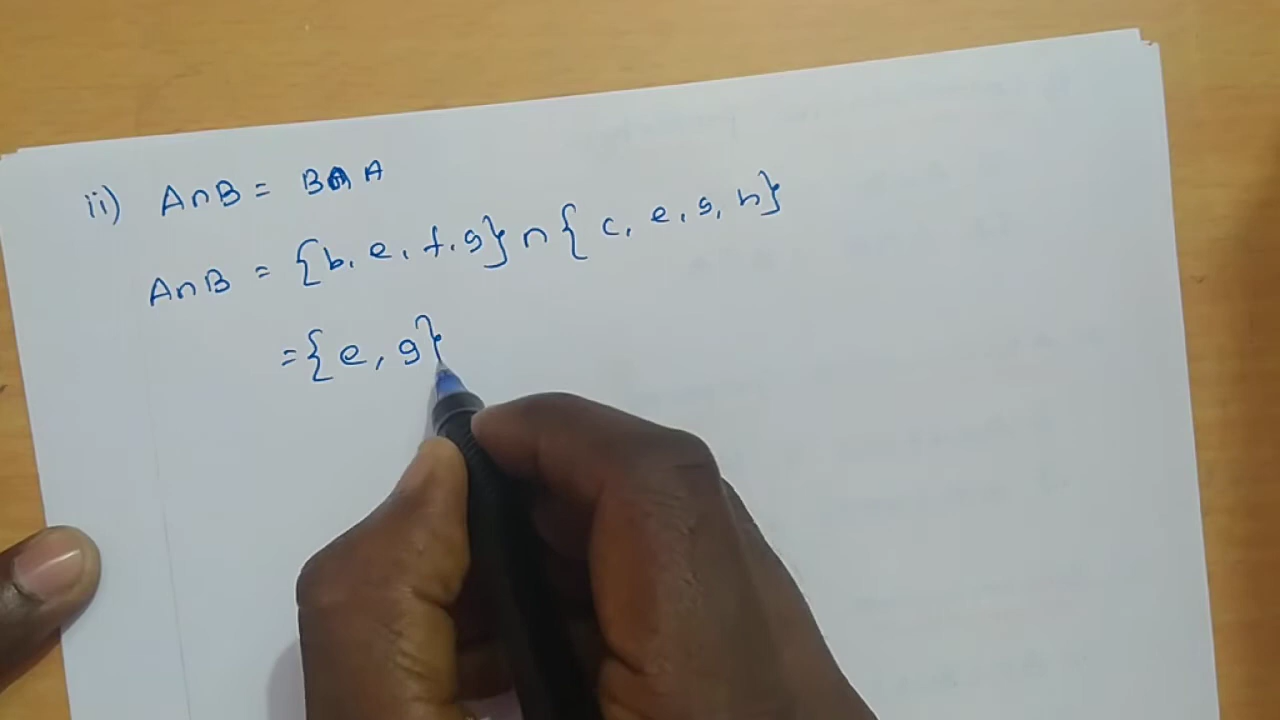 ii) A∩B = B∩A
A∩B = {b, e, f, g} ∩ { c, e, g, h}
= {e, g}